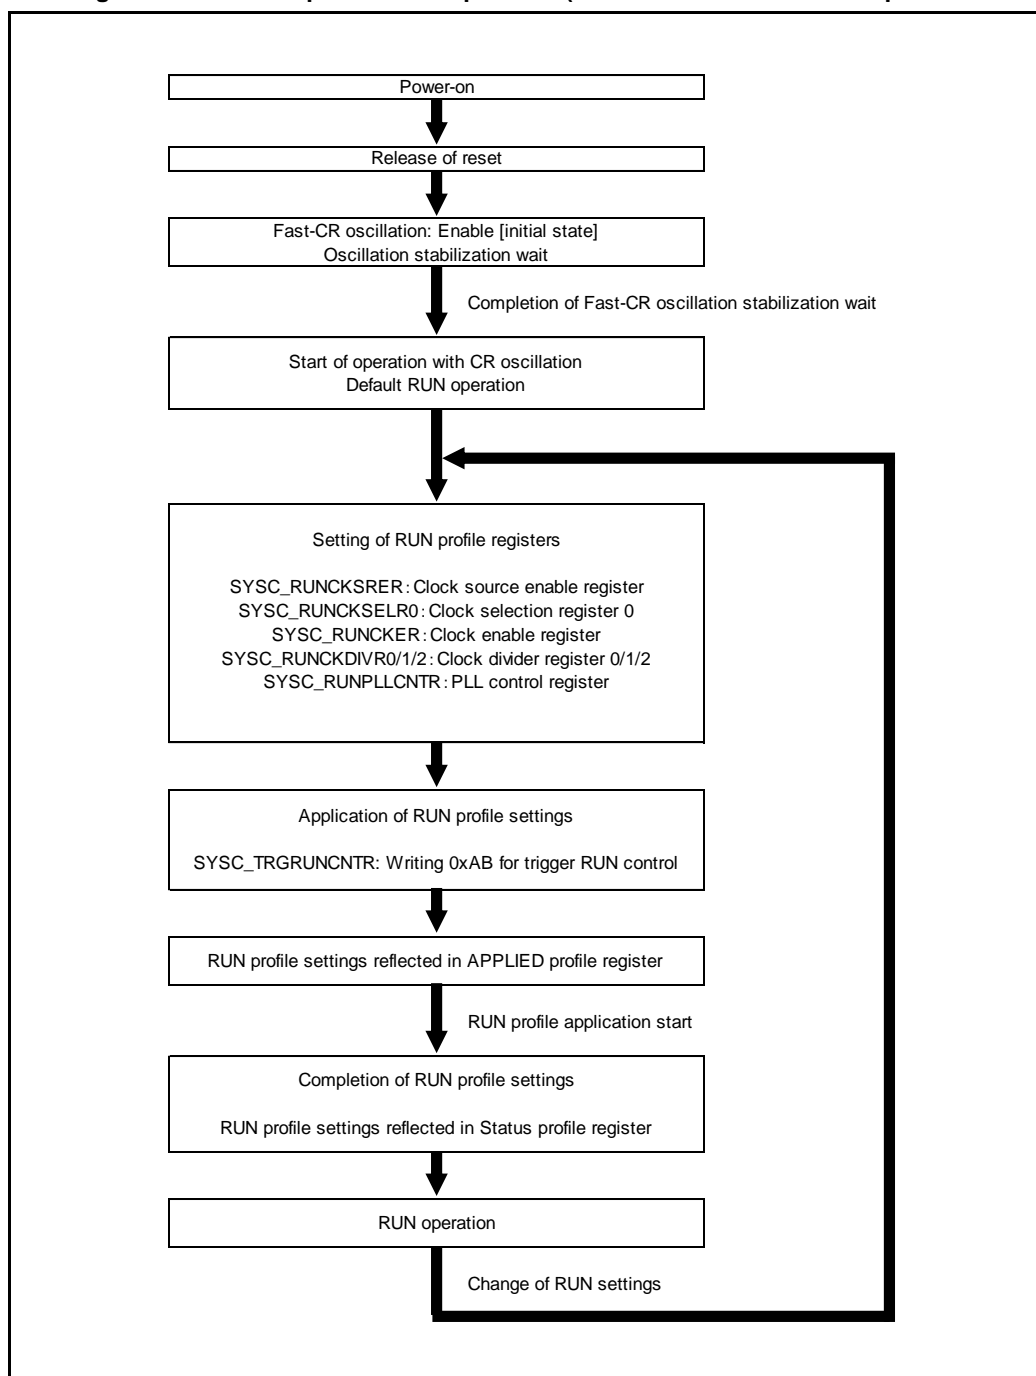 Power-on
Release of reset
Fast-CR oscillation: Enable [initial state]
Oscillation stabilization wait
Completion of Fast-CR oscillation stabilization wait
Start of operation with CR oscillation
Default RUN operation
Setting of RUN profile registers
SYSC_RUNCKSRER: Clock source enable register
SYSC_RUNCKSELR0: Clock selection register 0
SYSC_RUNCKER: Clock enable register
SYSC_RUNCKDIVR0/1/2: Clock divider register 0/1/2
SYSC_RUNPLLCNTR: PLL control register
Application of RUN profile settings
SYSC_TRGRUNCNTR: Writing 0xAB for trigger RUN control
RUN profile settings reflected in APPLIED profile register
RUN profile application start
Completion of RUN profile settings
RUN profile settings reflected in Status profile register
RUN operation
Change of RUN settings